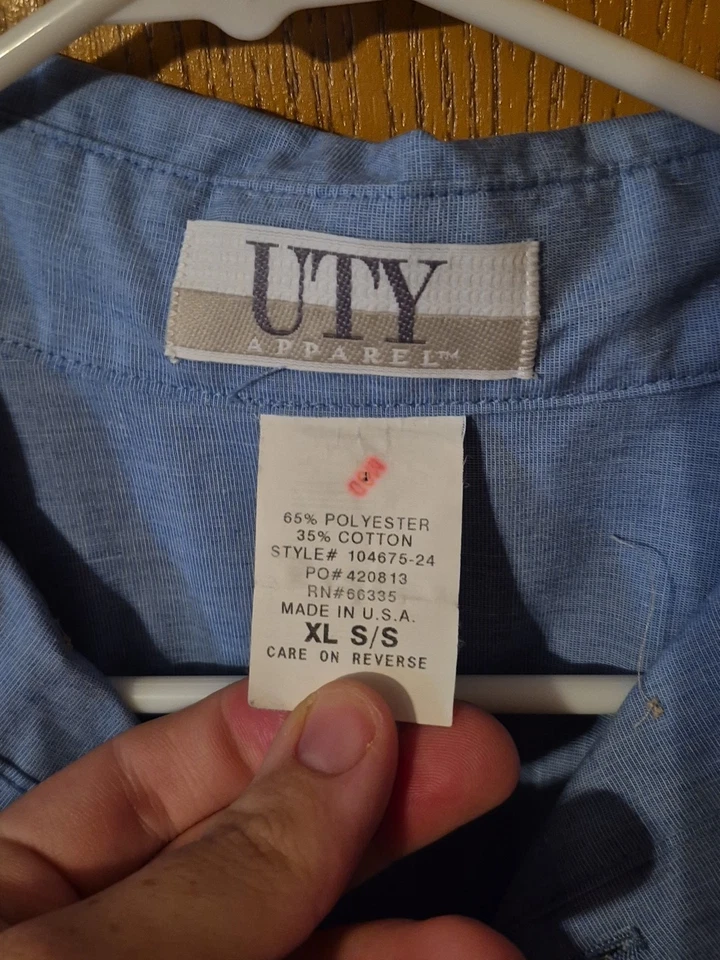 UTY
APPAREL™
65% POLYESTER
35% COTTON
STYLE# 104675-24
PO#420813
RN#66335
MADE IN U.S.A.
XL S/S
CARE ON REVERSE